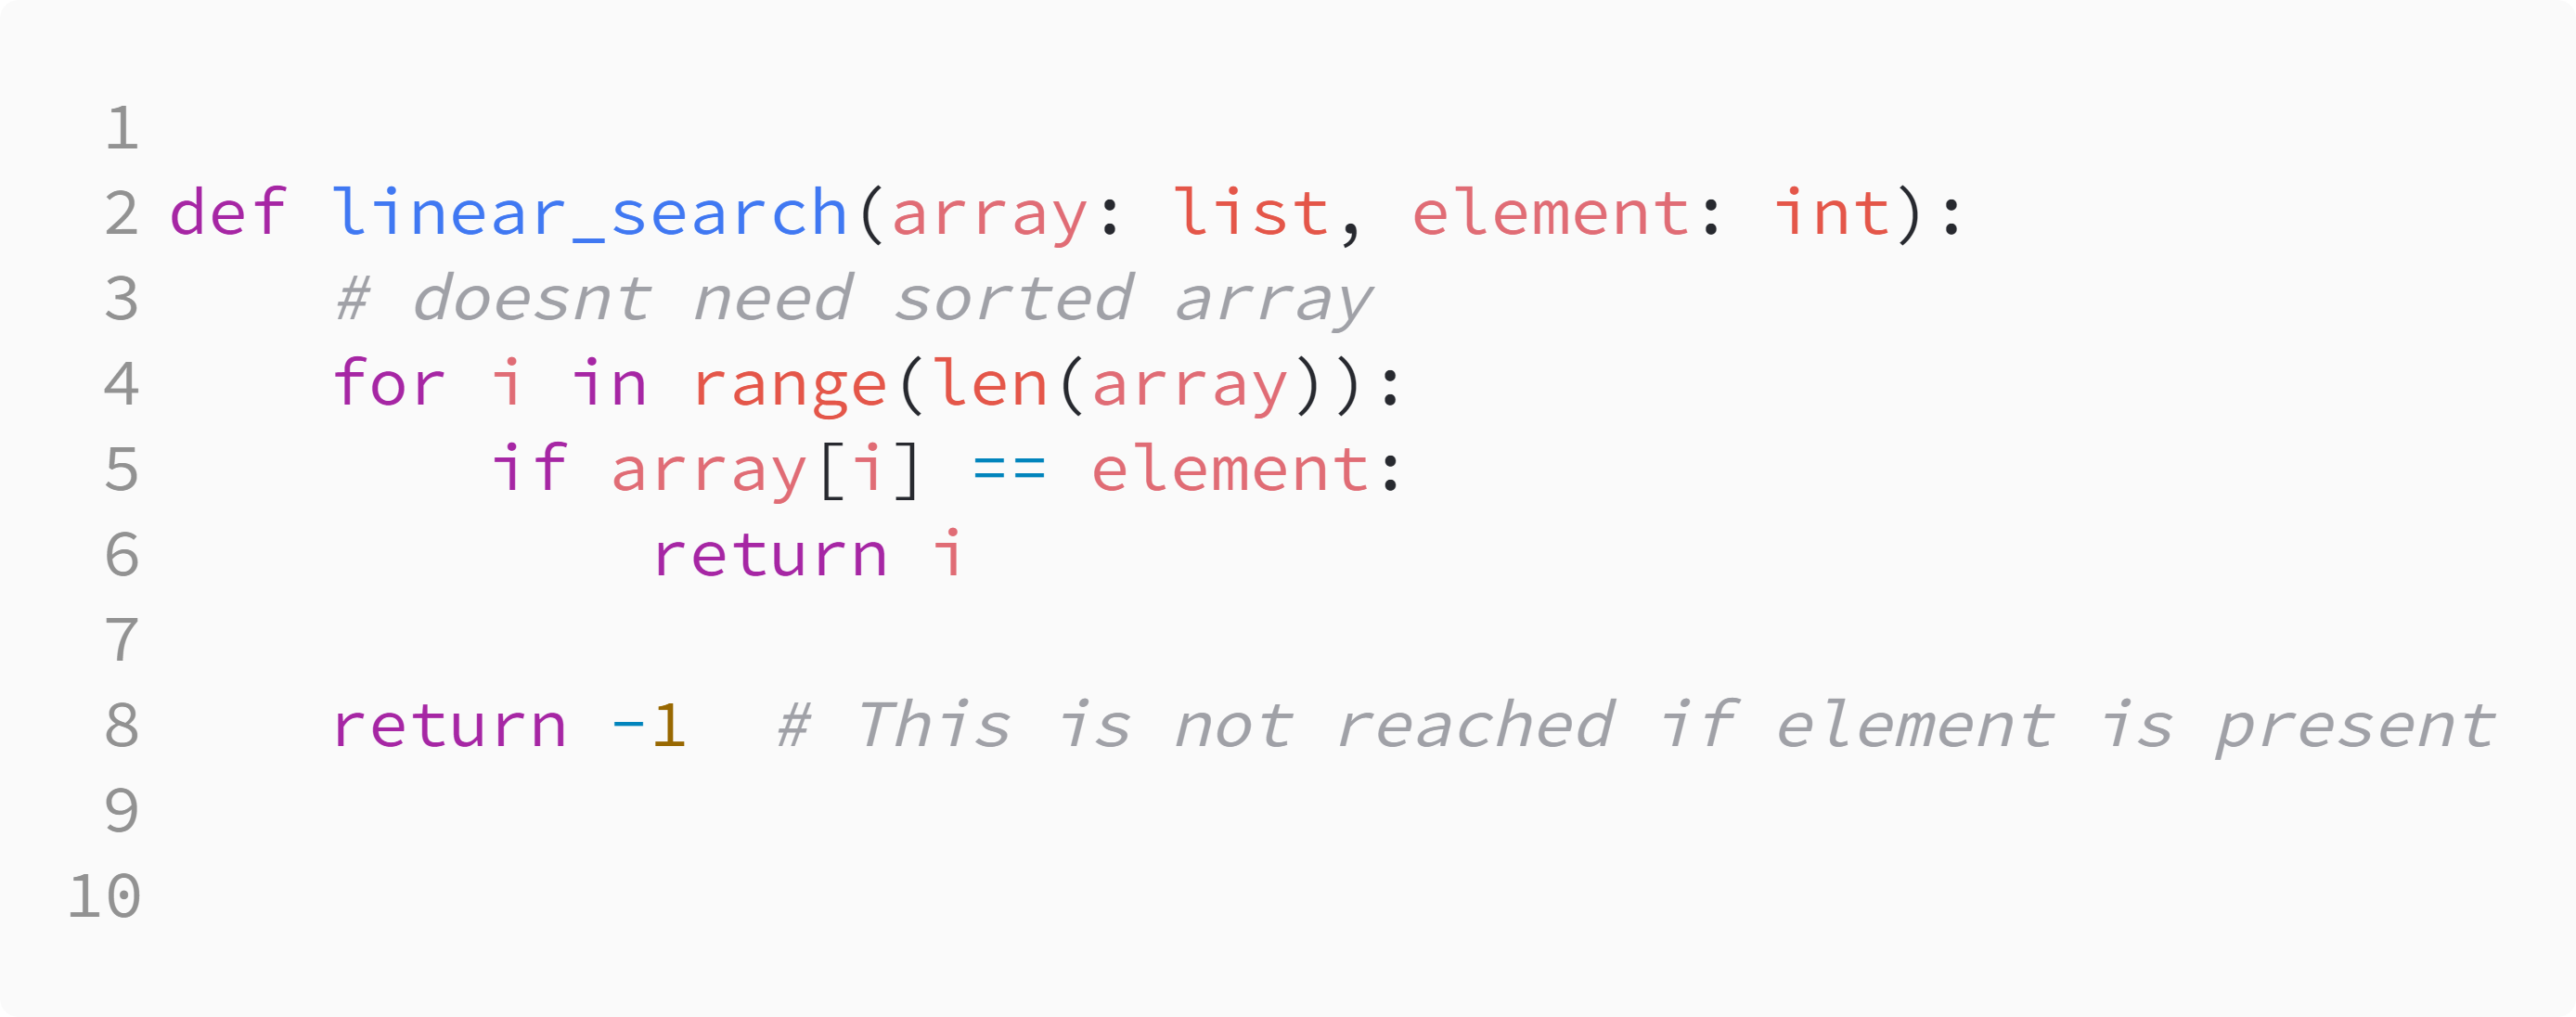 1
2 def linear_search(array: list, element: int):
3     # doesnt need sorted array
4     for i in range(len(array)):
5         if array[i] == element:
6             return i
7
8     return -1  # This is not reached if element is present
9
10